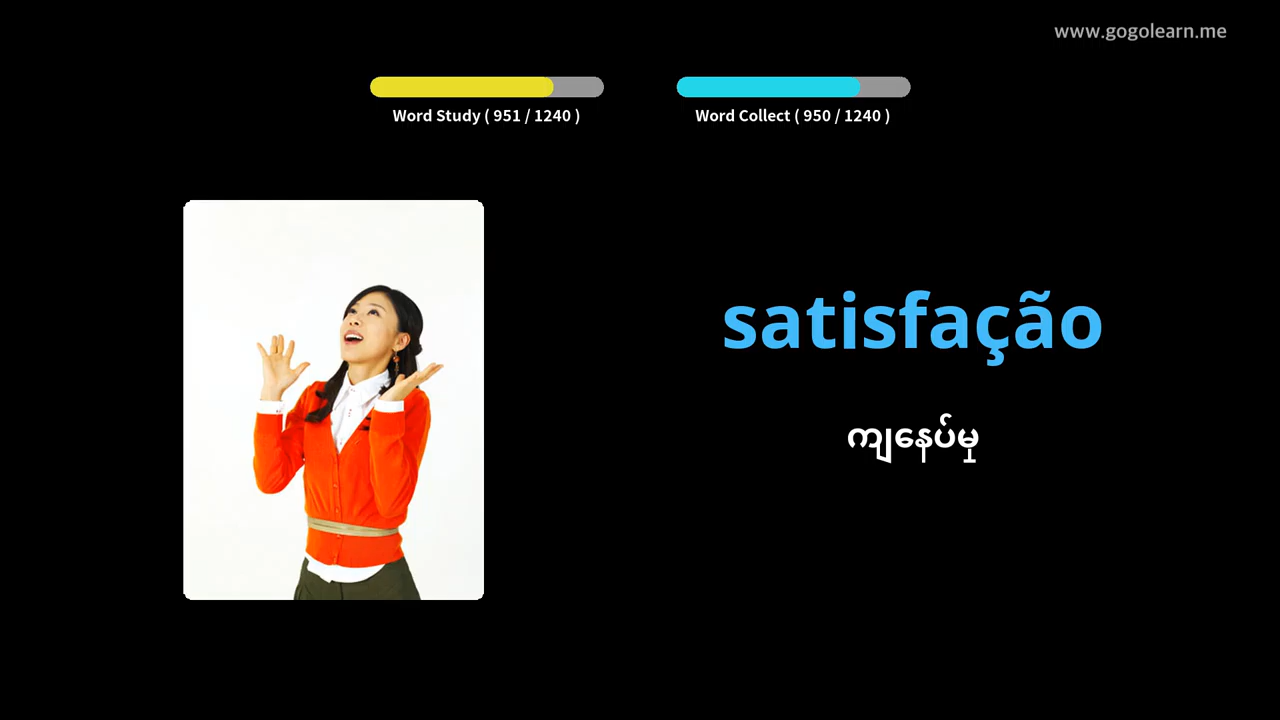 www.gogolearn.me
Word Study ( 951 / 1240 )
Word Collect ( 950 / 1240 )
satisfação
ကျေနပ်မှု